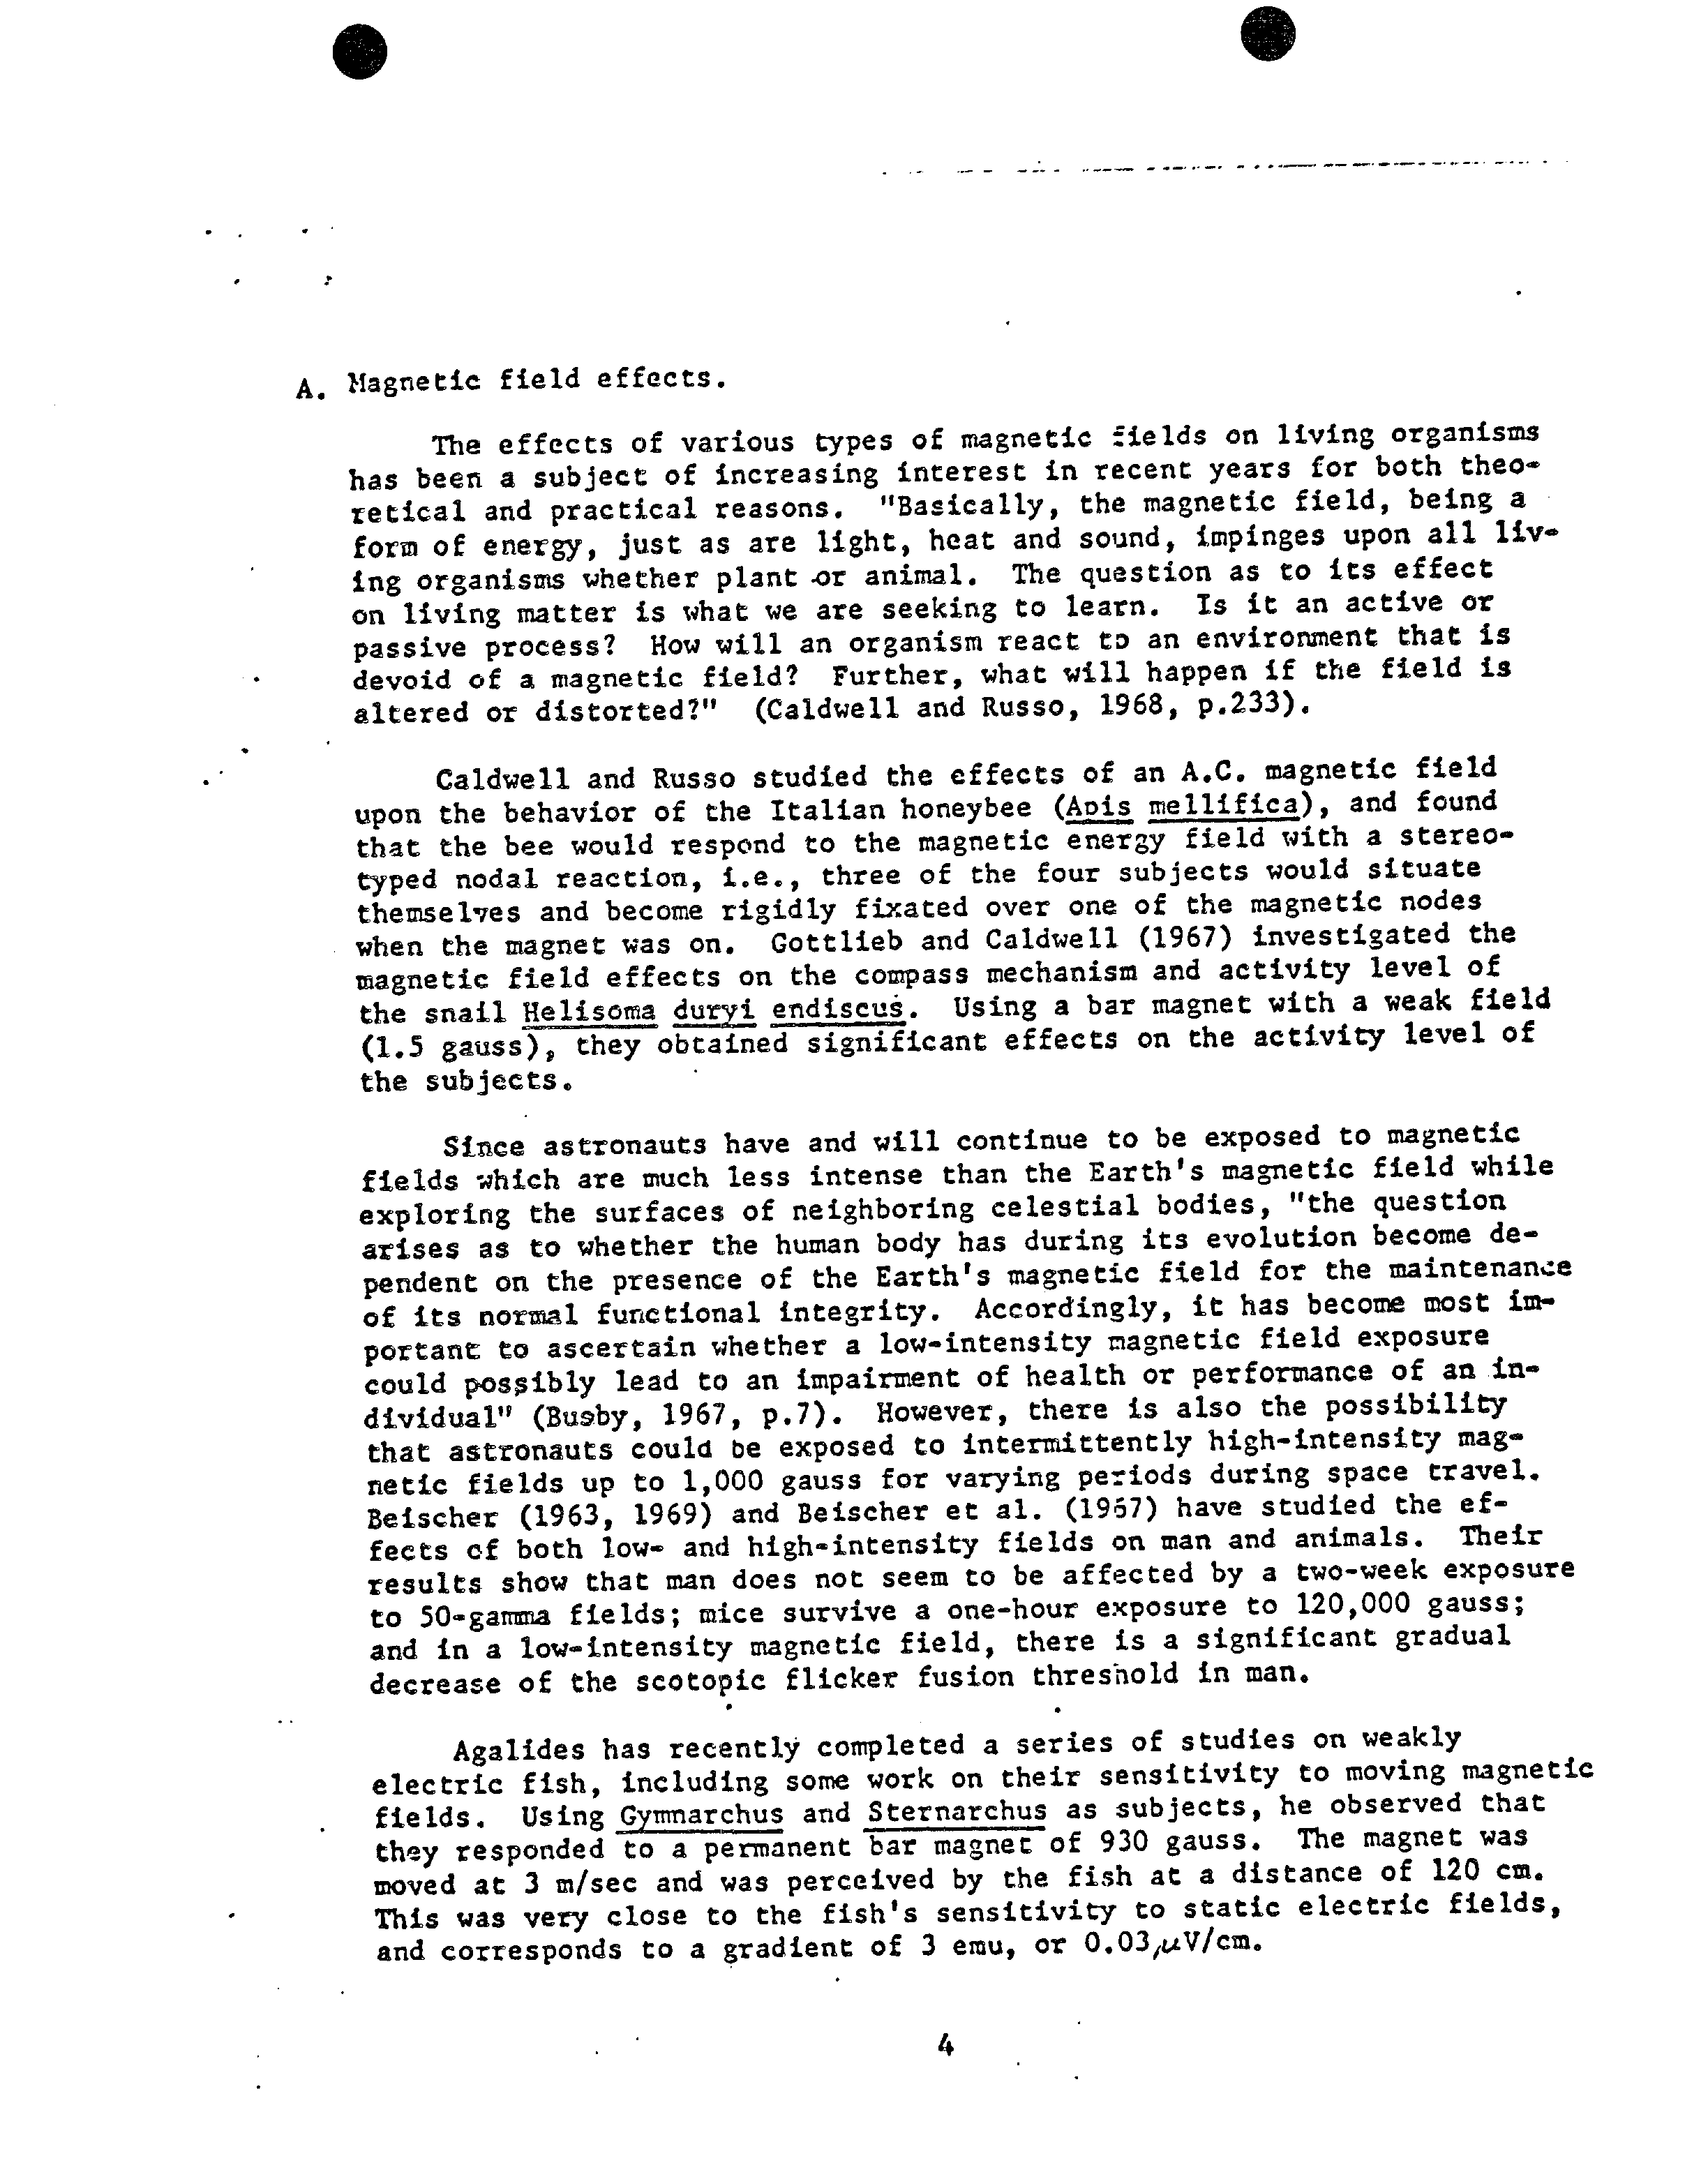 A. Magnetic field effects.
The effects of various types of magnetic fields on living organisms
has been a subject of increasing interest in recent years for both theo-
retical and practical reasons. "Basically, the magnetic field, being a
form of energy, just as are light, heat and sound, impinges upon all liv-
ing organisms whether plant or animal. The question as to its effect
on living matter is what we are seeking to learn. Is it an active or
passive process? How will an organism react to an environment that is
devoid of a magnetic field? Further, what will happen if the field is
altered or distorted?" (Caldwell and Russo, 1968, p.233).
Caldwell and Russo studied the effects of an A.C. magnetic field
upon the behavior of the Italian honeybee (Apis mellifica), and found
that the bee would respond to the magnetic energy field with a stereo-
typed nodal reaction, i.e., three of the four subjects would situate
themselves and become rigidly fixated over one of the magnetic nodes
when the magnet was on. Gottlieb and Caldwell (1967) investigated the
magnetic field effects on the compass mechanism and activity level of
the snail Helisoma duryi endiscus. Using a bar magnet with a weak field
(1.5 gauss), they obtained significant effects on the activity level of
the subjects.
Since astronauts have and will continue to be exposed to magnetic
fields which are much less intense than the Earth's magnetic field while
exploring the surfaces of neighboring celestial bodies, "the question
arises as to whether the human body has during its evolution become de-
pendent on the presence of the Earth's magnetic field for the maintenance
of its normal functional integrity. Accordingly, it has become most im-
portant to ascertain whether a low-intensity magnetic field exposure
could possibly lead to an impairment of health or performance of an in-
dividual" (Busby, 1967, p.7). However, there is also the possibility
that astronauts could be exposed to intermittently high-intensity mag-
netic fields up to 1,000 gauss for varying periods during space travel.
Beischer (1963, 1969) and Beischer et al. (1967) have studied the ef-
fects of both low- and high-intensity fields on man and animals. Their
results show that man does not seem to be affected by a two-week exposure
to 50-gamma fields; mice survive a one-hour exposure to 120,000 gauss;
and in a low-intensity magnetic field, there is a significant gradual
decrease of the scotopic flicker fusion threshold in man.
Agalides has recently completed a series of studies on weakly
electric fish, including some work on their sensitivity to moving magnetic
fields. Using Gymnarchus and Sternarchus as subjects, he observed that
they responded to a permanent bar magnet of 930 gauss. The magnet was
moved at 3 m/sec and was perceived by the fish at a distance of 120 cm.
This was very close to the fish's sensitivity to static electric fields,
and corresponds to a gradient of 3 emu, or 0.03 μV/cm.
4